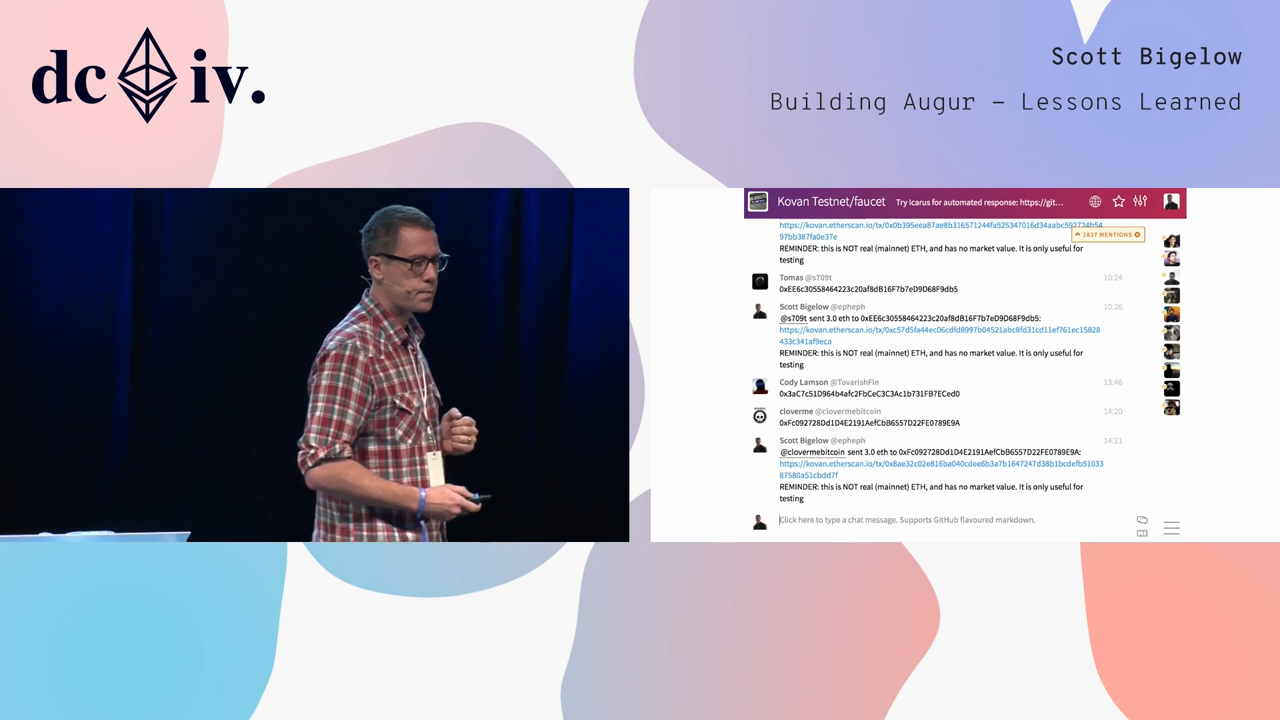 dc iv.
Scott Bigelow
Building Augur – Lessons Learned
Kovan Testnet/faucet Try Icarus for automated response: https://git...
https://kovan.etherscan.io/tx/0x0b395eea87ae8b316571244fa525347016d34aabc592724b54
97bb387fa0e37e
1837 MENTIONS
REMINDER: this is NOT real (mainnet) ETH, and has no market value. It is only useful for
testing
Tomas @s709t 10:24
0xEE6c30558464223c20af8dB16F7b7eD9D68F9db5
Scott Bigelow @epheph 10:26
@s709t sent 3.0 eth to 0xEE6c30558464223c20af8dB16F7b7eD9D68F9db5:
https://kovan.etherscan.io/tx/0xc57d5fa44ec06cdfd8997b04521abc8fd31cd11ef761ec15828
433c341af9eca
REMINDER: this is NOT real (mainnet) ETH, and has no market value. It is only useful for
testing
Cody Lamson @TovarishFin 13:46
0x3aC7c51D964b4afc2FbCeC3C3Ac1b731FB7ECed0
cloverme @clovermebitcoin 14:20
0xFc092728Dd1D4E2191AefCbB6557D22FE0789E9A
Scott Bigelow @epheph 14:21
@clovermebitcoin sent 3.0 eth to 0xFc092728Dd1D4E2191AefCbB6557D22FE0789E9A:
https://kovan.etherscan.io/tx/0x8ae32c02e816ba040cdee6b3a7b1647247d38b1bcdefb51033
87580a51cbdd7f
REMINDER: this is NOT real (mainnet) ETH, and has no market value. It is only useful for
testing
Click here to type a chat message. Supports GitHub flavoured markdown.